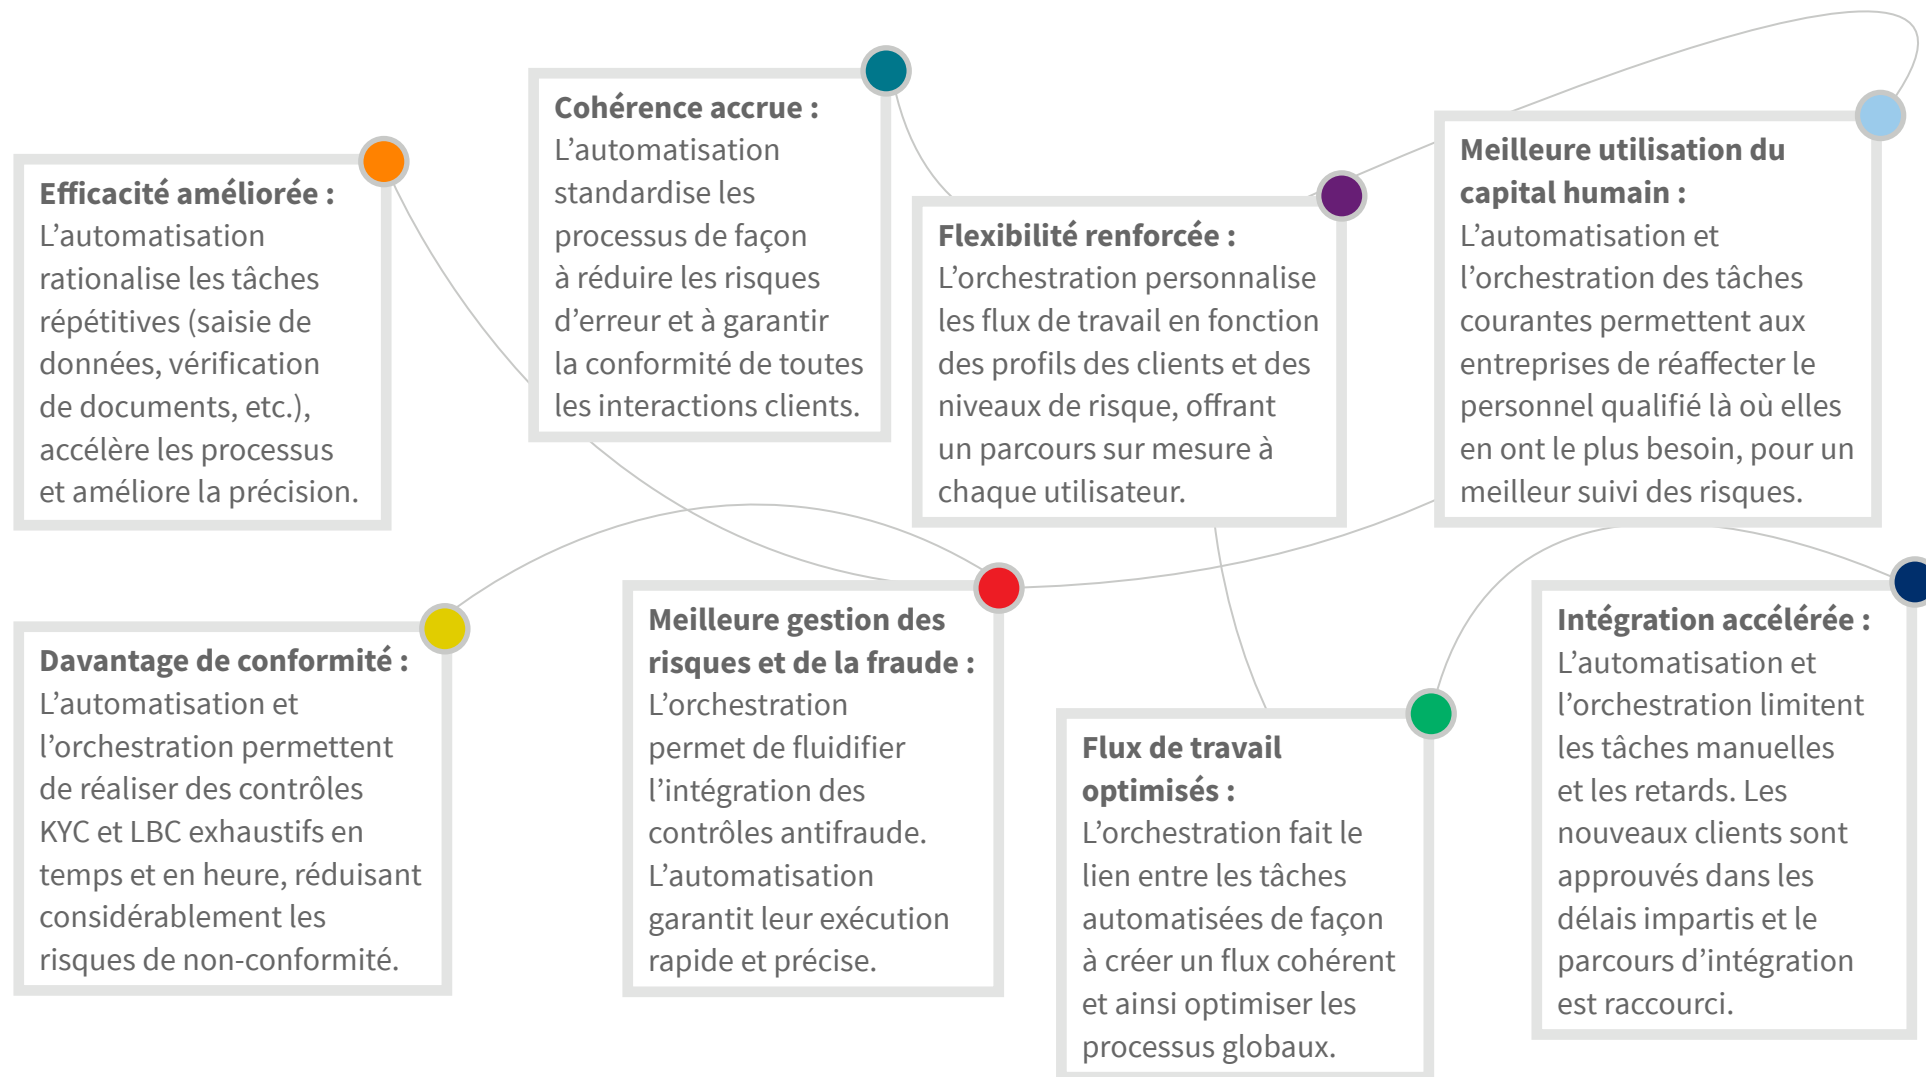 Efficacité améliorée :
L’automatisation
rationalise les tâches
répétitives (saisie de
données, vérification
de documents, etc.),
accélère les processus
et améliore la précision.
Cohérence accrue :
L’automatisation
standardise les
processus de façon
à réduire les risques
d’erreur et à garantir
la conformité de toutes
les interactions clients.
Flexibilité renforcée :
L’orchestration personnalise
les flux de travail en fonction
des profils des clients et des
niveaux de risque, offrant
un parcours sur mesure à
chaque utilisateur.
Meilleure utilisation du
capital humain :
L’automatisation et
l’orchestration des tâches
courantes permettent aux
entreprises de réaffecter le
personnel qualifié là où elles
en ont le plus besoin, pour un
meilleur suivi des risques.
Davantage de conformité :
L’automatisation et
l’orchestration permettent
de réaliser des contrôles
KYC et LBC exhaustifs en
temps et en heure, réduisant
considérablement les
risques de non-conformité.
Meilleure gestion des
risques et de la fraude :
L’orchestration
permet de fluidifier
l’intégration des
contrôles antifraude.
L’automatisation
garantit leur exécution
rapide et précise.
Flux de travail
optimisés :
L’orchestration fait le
lien entre les tâches
automatisées de façon
à créer un flux cohérent
et ainsi optimiser les
processus globaux.
Intégration accélérée :
L’automatisation et
l’orchestration limitent
les tâches manuelles
et les retards. Les
nouveaux clients sont
approuvés dans les
délais impartis et le
parcours d’intégration
est raccourci.